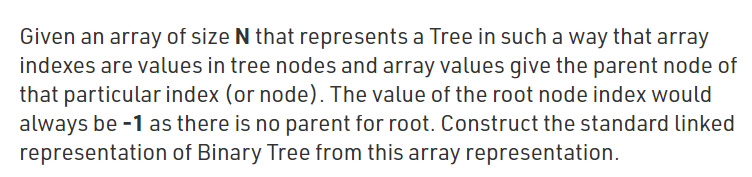 Given an array of size N that represents a Tree in such a way that array
indexes are values in tree nodes and array values give the parent node of
that particular index (or node). The value of the root node index would
always be -1 as there is no parent for root. Construct the standard linked
representation of Binary Tree from this array representation.